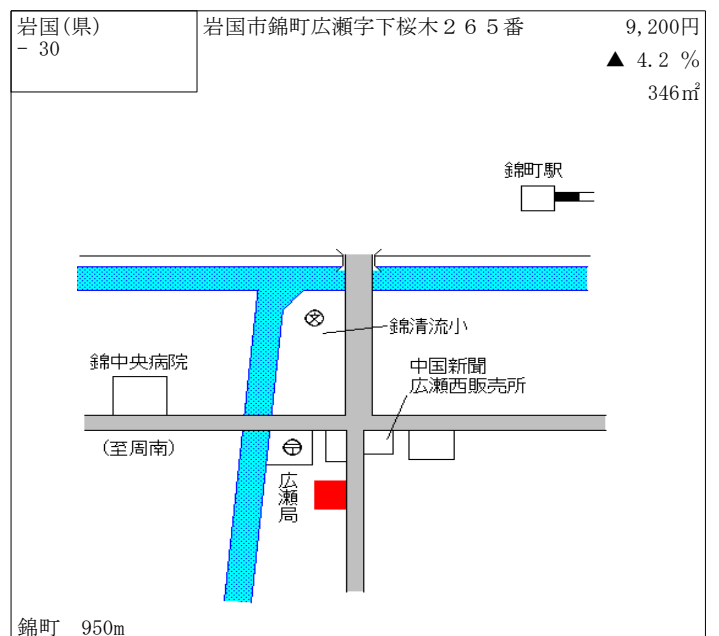 岩国(県)
- 30
岩国市錦町広瀬字下桜木２６５番
9,200円
▲ 4.2 %
346㎡
錦町駅
錦清流小
錦中央病院
中国新聞
広瀬西販売所
(至周南)
広瀬局
錦町 950m